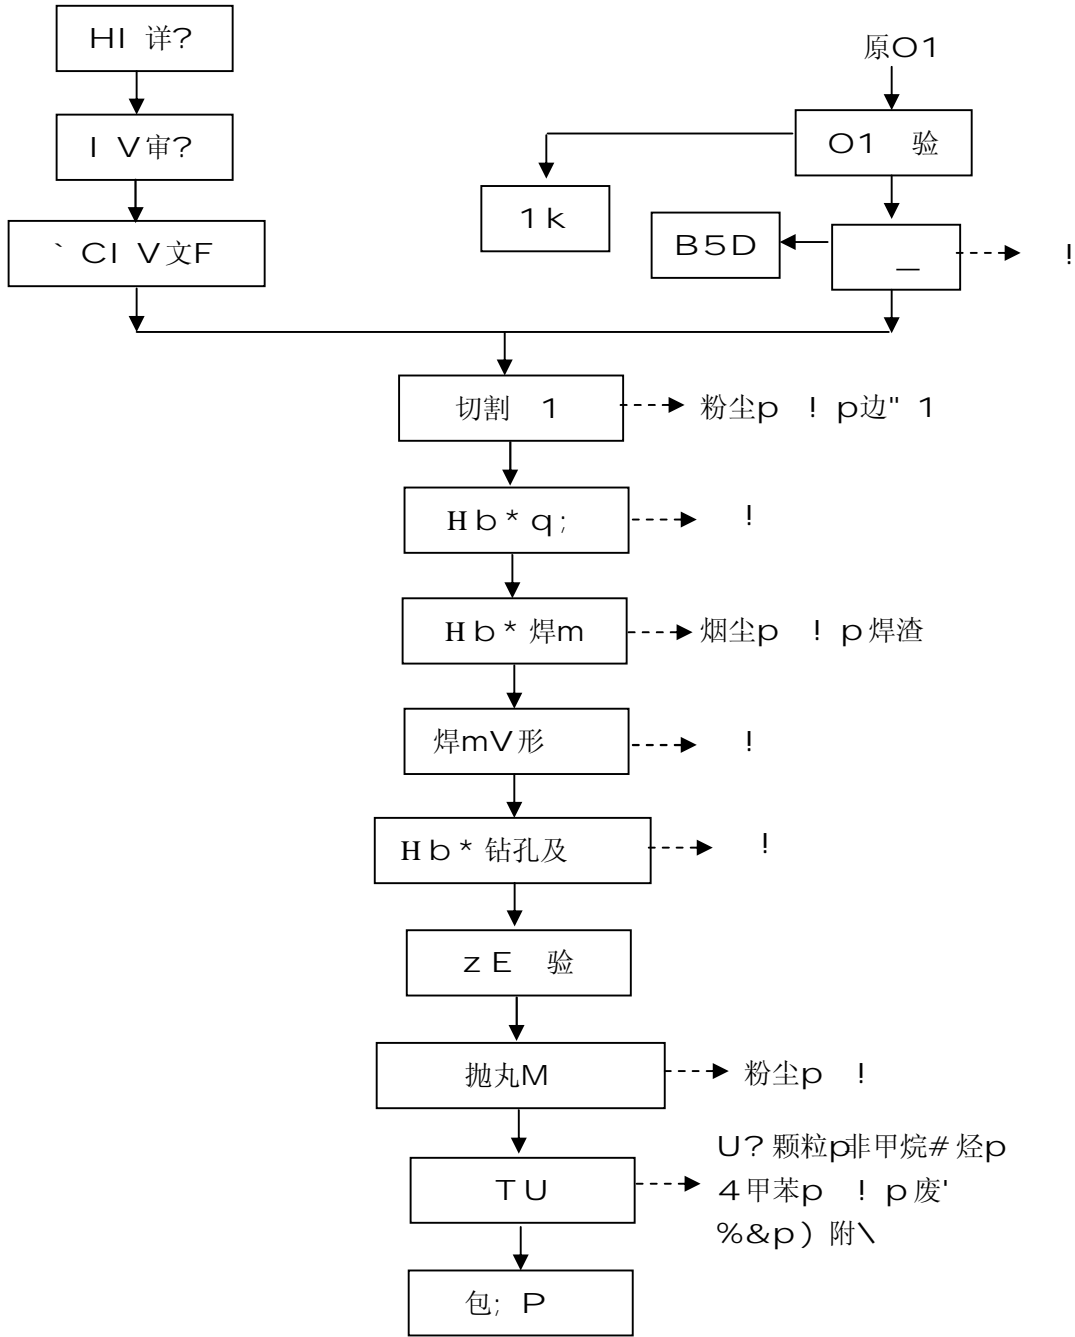 HI 详?
I V审?
` CI V文F
原O1
O1 验
1k
B5D
_
!
切割 1
粉尘p ! p边" 1
H b * q;
!
H b * 焊m
烟尘p ! p 焊渣
焊mV形
!
H b * 钻孔及
!
z E 验
抛丸M
粉尘p !
T U
U? 颗粒p非甲烷# 烃p
4甲苯p ! p 废'
%&p) 附\
包; P